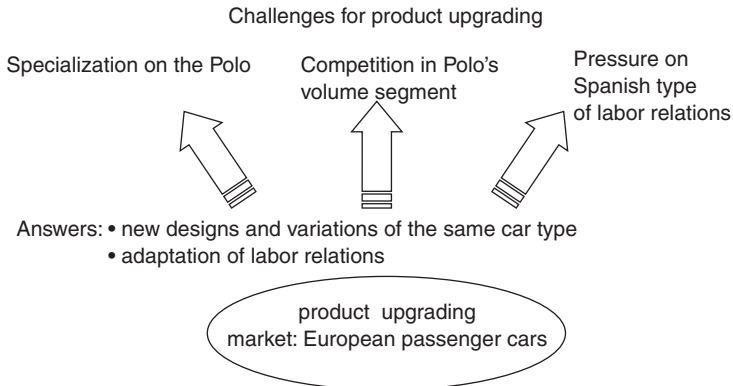 Challenges for product upgrading
Specialization on the Polo
Competition in Polo's
volume segment
Pressure on
Spanish type
of labor relations
Answers: • new designs and variations of the same car type
• adaptation of labor relations
product upgrading
market: European passenger cars